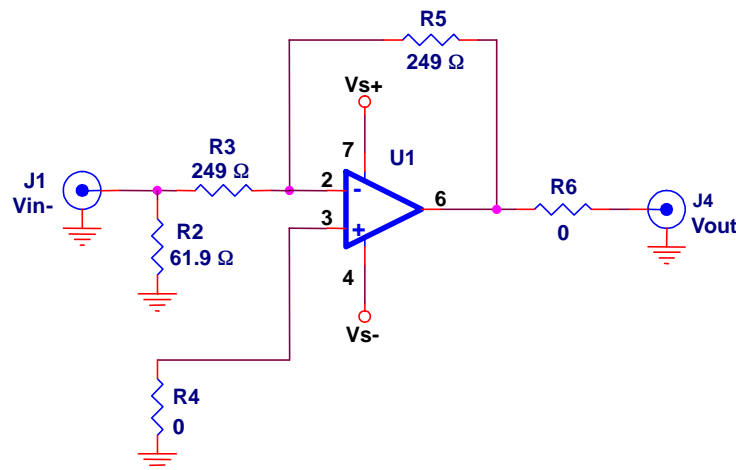 R5
249 Ω
Vs+
R3
249 Ω
7
U1
J1
Vin-
2
-
6
R6
0
J4
Vout
3
+
R2
61.9 Ω
4
Vs-
R4
0